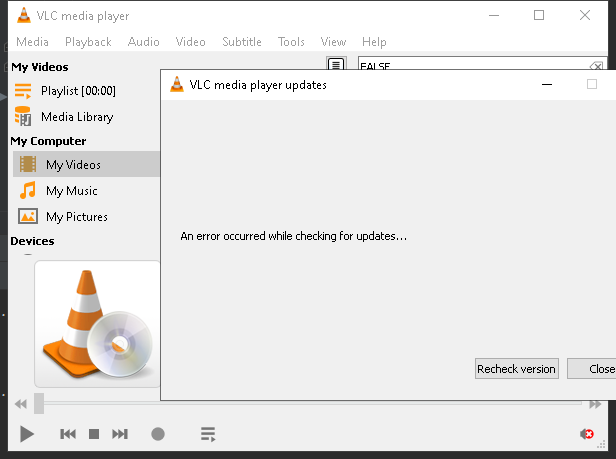 VLC media player
Media Playback Audio Video Subtitle Tools View Help
My Videos
FALSE
Playlist [00:00]
Media Library
My Computer
My Videos
My Music
My Pictures
Devices
VLC media player updates
An error occurred while checking for updates...
Recheck version Close